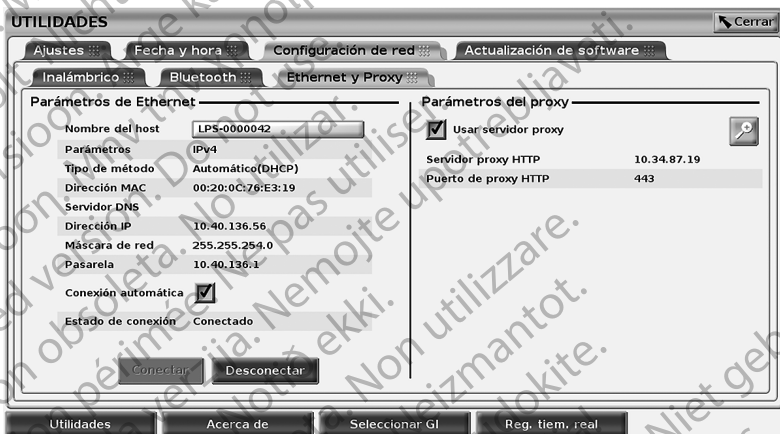 UTILIDADES
Cerrar
Ajustes
Fecha y hora
Configuración de red
Actualización de software
Inalámbrico
Bluetooth
Ethernet y Proxy
Parámetros de Ethernet
Nombre del host LPS-0000042
Parámetros IPv4
Tipo de método Automático(DHCP)
Dirección MAC 00:20:0C:76:E3:19
Servidor DNS
Dirección IP 10.40.136.56
Máscara de red 255.255.254.0
Pasarela 10.40.136.1
Conexión automática
Estado de conexión Conectado
Conectar
Desconectar
Parámetros del proxy
Usar servidor proxy
Servidor proxy HTTP 10.34.87.19
Puerto de proxy HTTP 443
Utilidades
Acerca de
Seleccionar GI
Reg. tiem. real